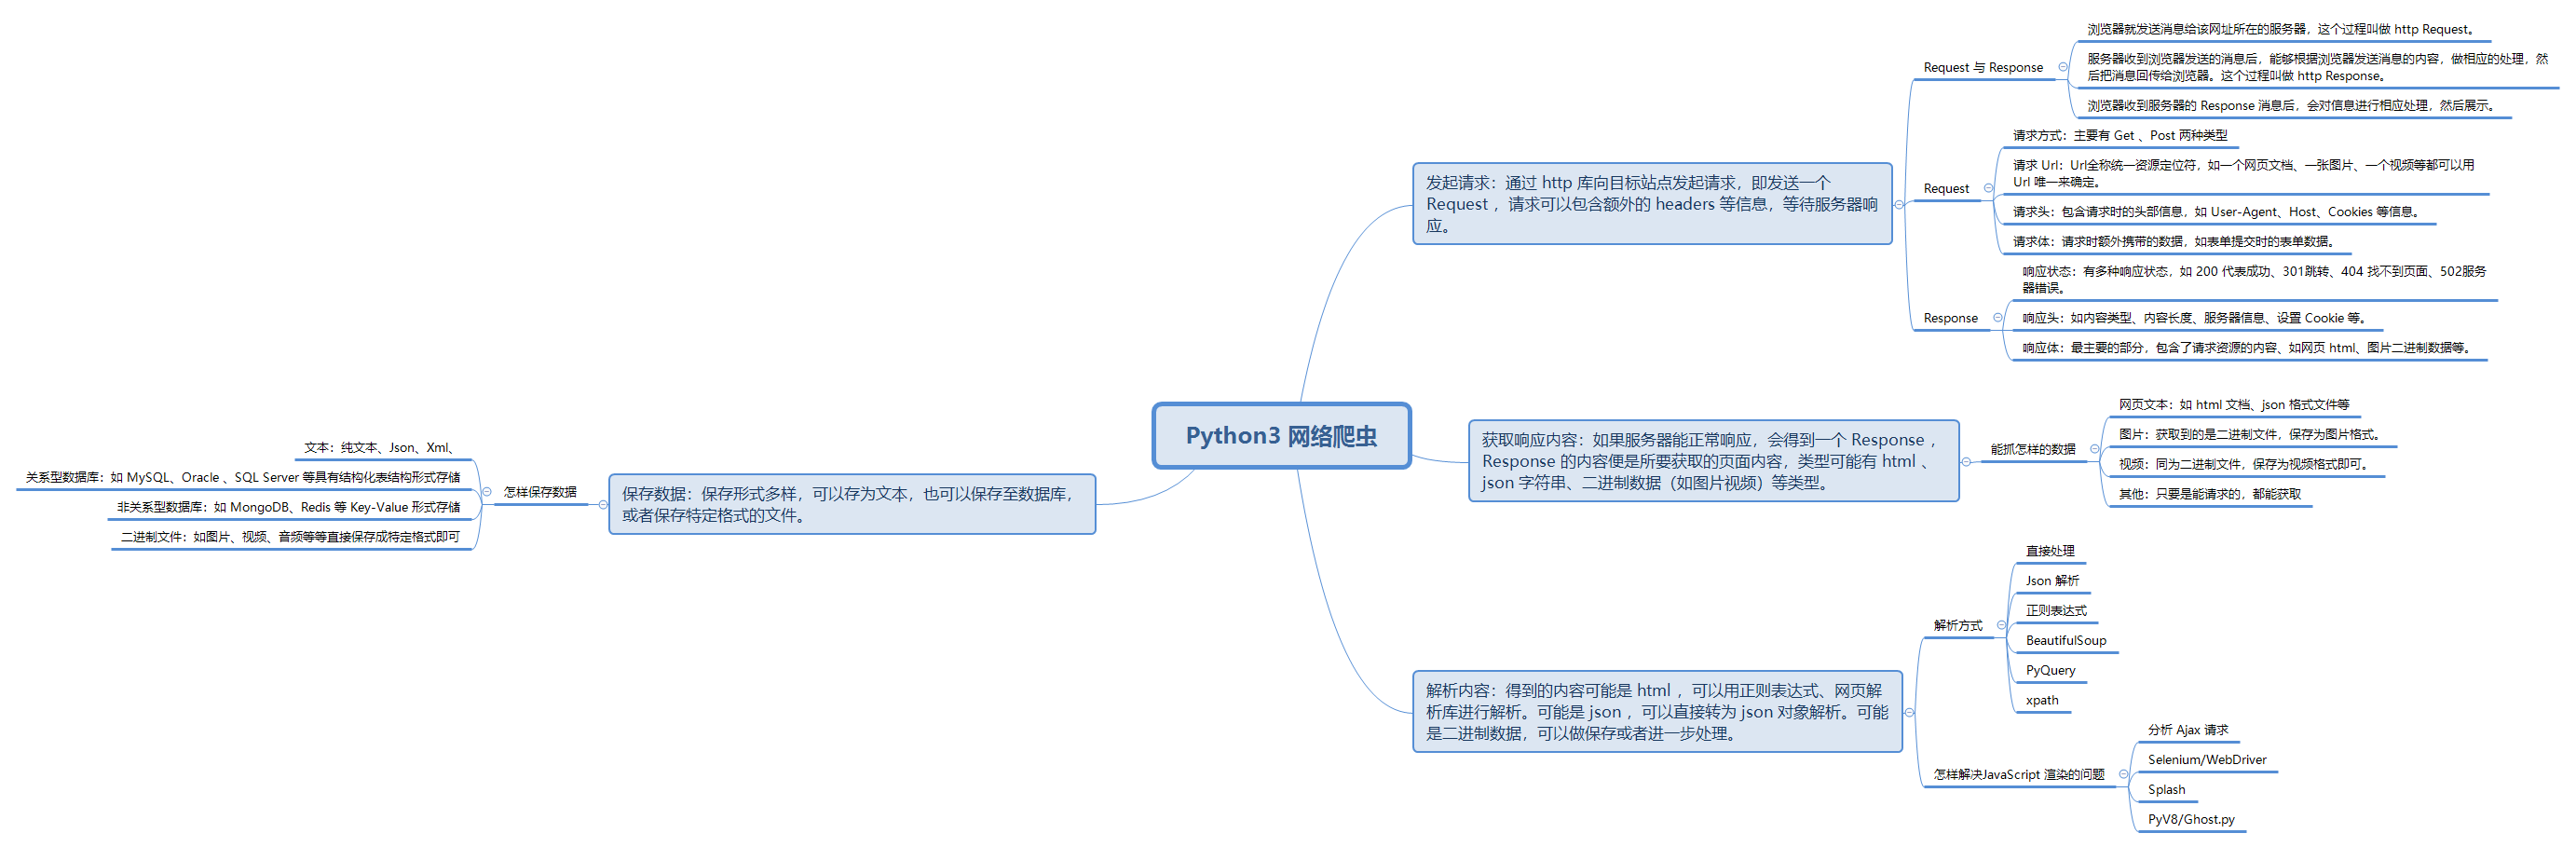 Python3 网络爬虫
发起请求：通过 http 库向目标站点发起请求，即发送一个
Request ，请求可以包含额外的 headers 等信息，等待服务器响
应。
Request 与 Response
浏览器就发送消息给该网址所在的服务器，这个过程叫做 http Request。
服务器收到浏览器发送的消息后，能够根据浏览器发送消息的内容，做相应的处理，然
后把消息回传给浏览器。这个过程叫做 http Response。
浏览器收到服务器的 Response 消息后，会对信息进行相应处理，然后展示。
Request
请求方式：主要有 Get 、Post 两种类型
请求 Url：Url全称统一资源定位符，如一个网页文档、一张图片、一个视频等都可以用
Url 唯一来确定。
请求头：包含请求时的头部信息，如 User-Agent、Host、Cookies 等信息。
请求体：请求时额外携带的数据，如表单提交时的表单数据。
Response
响应状态：有多种响应状态，如 200 代表成功、301跳转、404 找不到页面、502服务
器错误。
响应头：如内容类型、内容长度、服务器信息、设置 Cookie 等。
响应体：最主要的部分，包含了请求资源的内容、如网页 html、图片二进制数据等。
获取响应内容：如果服务器能正常响应，会得到一个 Response ，
Response 的内容便是所要获取的页面内容，类型可能有 html 、
json 字符串、二进制数据（如图片视频）等类型。
能抓怎样的数据
网页文本：如 html 文档、json 格式文件等
图片：获取到的是二进制文件，保存为图片格式。
视频：同为二进制文件，保存为视频格式即可。
其他：只要是能请求的，都能获取
解析内容：得到的内容可能是 html ，可以用正则表达式、网页解
析库进行解析。可能是 json ，可以直接转为 json 对象解析。可能
是二进制数据，可以做保存或者进一步处理。
解析方式
直接处理
Json 解析
正则表达式
BeautifulSoup
PyQuery
xpath
怎样解决JavaScript 渲染的问题
分析 Ajax 请求
Selenium/WebDriver
Splash
PyV8/Ghost.py
保存数据：保存形式多样，可以存为文本，也可以保存至数据库，
或者保存特定格式的文件。
怎样保存数据
文本：纯文本、Json、Xml、
关系型数据库：如 MySQL、Oracle 、SQL Server 等具有结构化表结构形式存储
非关系型数据库：如 MongoDB、Redis 等 Key-Value 形式存储
二进制文件：如图片、视频、音频等等直接保存成特定格式即可